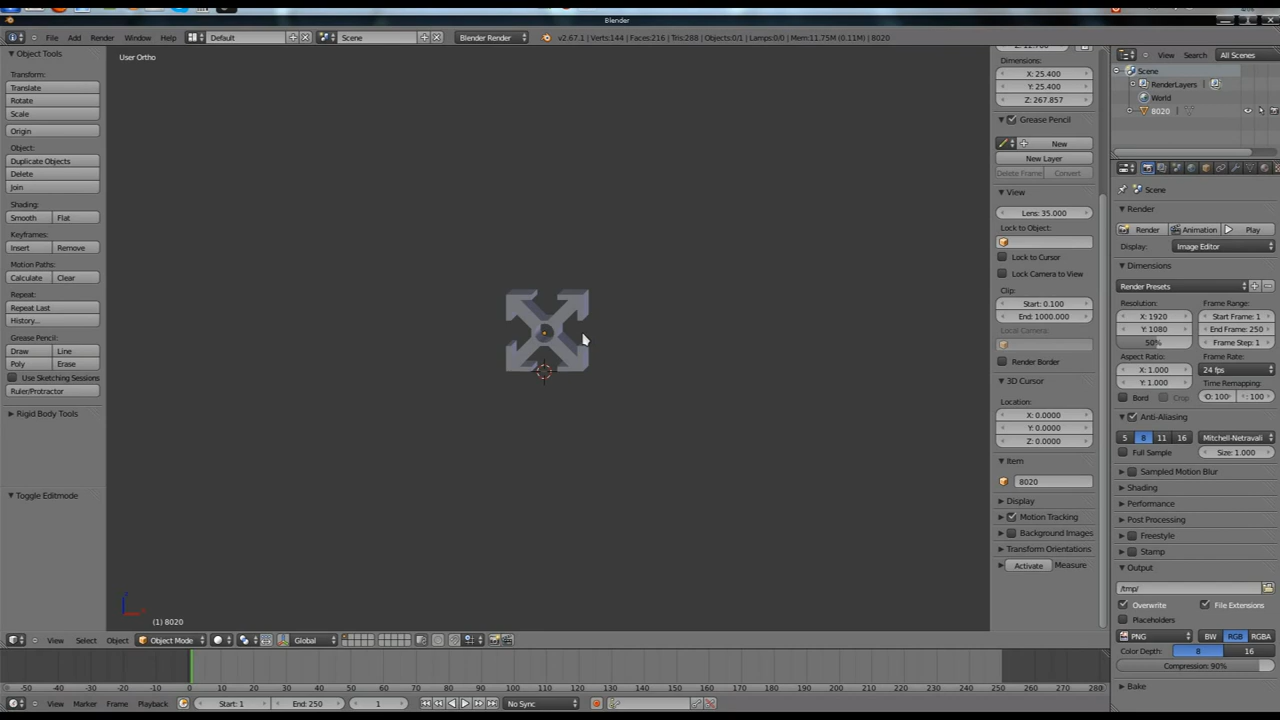 Blender
File Add Render Window Help Default Scene Blender Render v2.67.1 | Verts:144 | Faces:216 | Tris:288 | Objects:0/1 | Lamps:0/0 | Mem:11.75M (0.11M) | 8020
Object Tools
Transform:
Translate
Rotate
Scale
Origin
Object:
Duplicate Objects
Delete
Join
Shading:
Smooth Flat
Keyframes:
Insert Remove
Motion Paths:
Calculate Clear
Repeat:
Repeat Last
History...
Grease Pencil:
Draw Line
Poly Erase
Use Sketching Sessions
Ruler/Protractor
Rigid Body Tools
Toggle Editmode
User Ortho
(1) 8020
Dimensions:
X: 25.400
Y: 25.400
Z: 267.857
Grease Pencil
New
New Layer
Delete Frame Convert
View
Lens: 35.000
Lock to Object:
Lock to Cursor
Lock Camera to View
Clip:
Start: 0.100
End: 1000.000
Local Camera:
Render Border
3D Cursor
Location:
X: 0.0000
Y: 0.0000
Z: 0.0000
Item
8020
Display
Motion Tracking
Background Images
Transform Orientations
Activate Measure
View Search All Scenes
Scene
RenderLayers
World
8020
Scene
Render
Render Animation Play
Display: Image Editor
Dimensions
Render Presets
Resolution: Frame Range:
X: 1920 Start Frame: 1
Y: 1080 End Frame: 250
50% Frame Step: 1
Aspect Ratio: Frame Rate:
X: 1.000 24 fps
Y: 1.000 Time Remapping:
Bord Crop O: 100 : 100
Anti-Aliasing
5 8 11 16 Mitchell-Netravali
Full Sample Size: 1.000
Sampled Motion Blur
Shading
Performance
Post Processing
Freestyle
Stamp
Output
/tmp/
Overwrite File Extensions
Placeholders
PNG BW RGB RGBA
Color Depth: 8 16
Compression: 90%
Bake
View Select Object Object Mode Global
-50 -40 -30 -20 -10 0 10 20 30 40 50 60 70 80 90 100 110 120 130 140 150 160 170 180 190 200 210 220 230 240 250 260 270 280
View Marker Frame Playback Start: 1 End: 250 1 No Sync